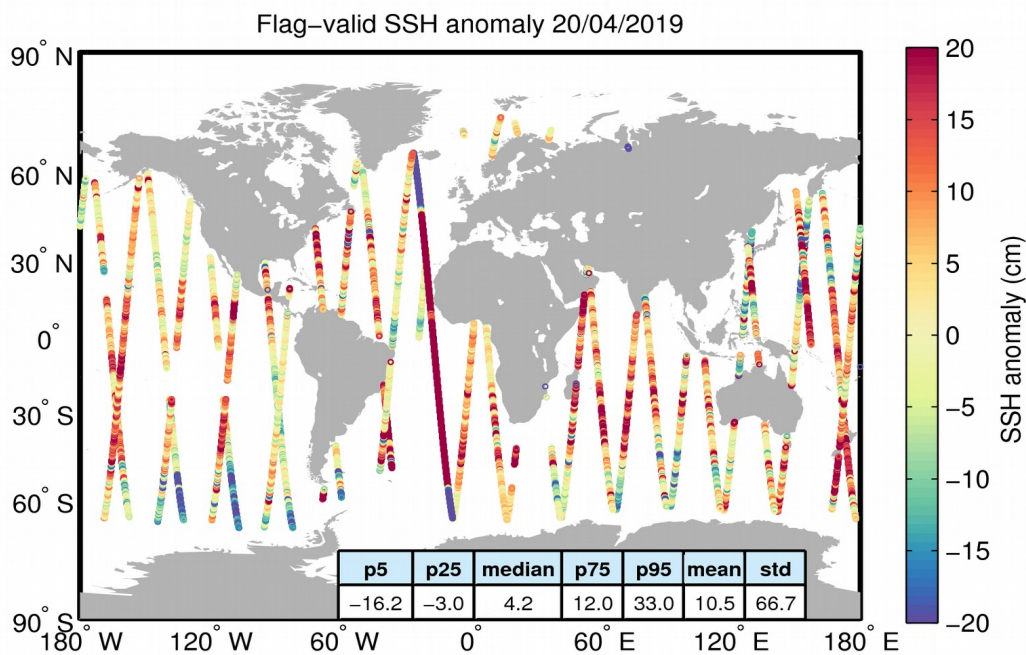 Flag−valid SSH anomaly 20/04/2019
90° N
60° N
30° N
0°
30° S
60° S
90° S
180° W 120° W 60° W 0° 60° E 120° E 180° E
p5 p25 median p75 p95 mean std
−16.2 −3.0 4.2 12.0 33.0 10.5 66.7
20
15
10
5
0
−5
−10
−15
−20
SSH anomaly (cm)